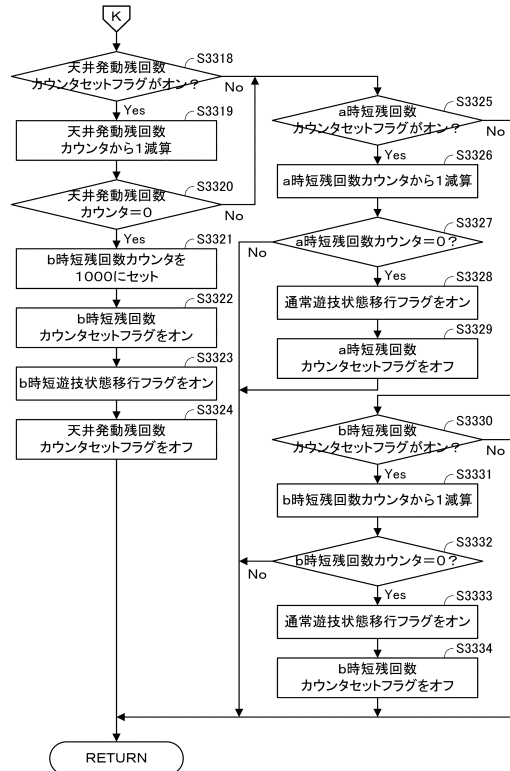 K
S3318
天井発動残回数
カウンタセットフラグがオン?
No
Yes
S3319
天井発動残回数
カウンタから1減算
S3320
天井発動残回数
カウンタ=0
No
Yes
S3321
b時短残回数カウンタを
1000にセット
S3322
b時短残回数
カウンタセットフラグをオン
S3323
b時短遊技状態移行フラグをオン
S3324
天井発動残回数
カウンタセットフラグをオフ
S3325
a時短残回数
カウンタセットフラグがオン?
No
Yes
S3326
a時短残回数カウンタから1減算
S3327
a時短残回数カウンタ=0?
No
Yes
S3328
通常遊技状態移行フラグをオン
S3329
a時短残回数
カウンタセットフラグをオフ
S3330
b時短残回数
カウンタセットフラグがオン?
No
Yes
S3331
b時短残回数カウンタから1減算
S3332
b時短残回数カウンタ=0?
No
Yes
S3333
通常遊技状態移行フラグをオン
S3334
b時短残回数
カウンタセットフラグをオフ
RETURN